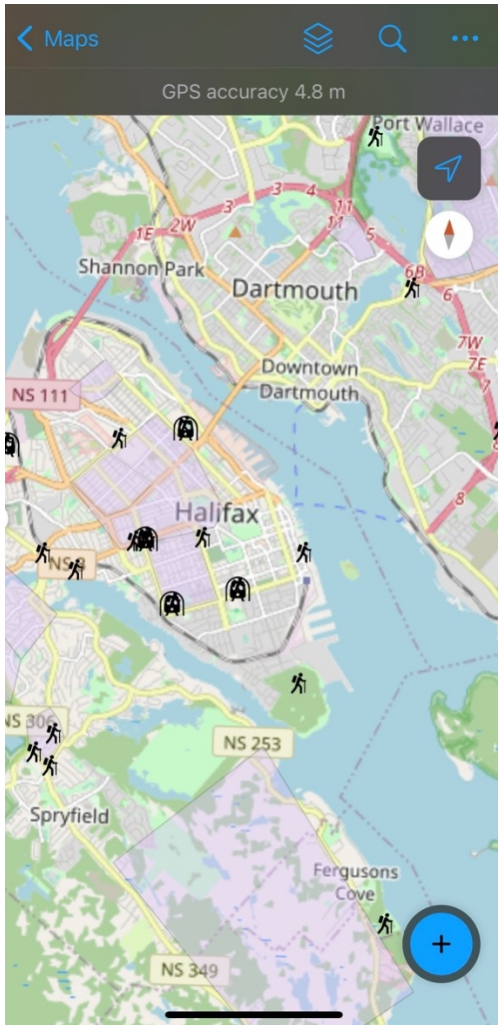 Maps
GPS accuracy 4.8 m
Port Wallace
3
4
3
11
2W
11
1E
5
Shannon Park
6B
Dartmouth
6
7W
Downtown
7E
Dartmouth
7
NS 111
8
Halifax
NS 306
NS 253
Spryfield
Fergusons
Cove
NS 349